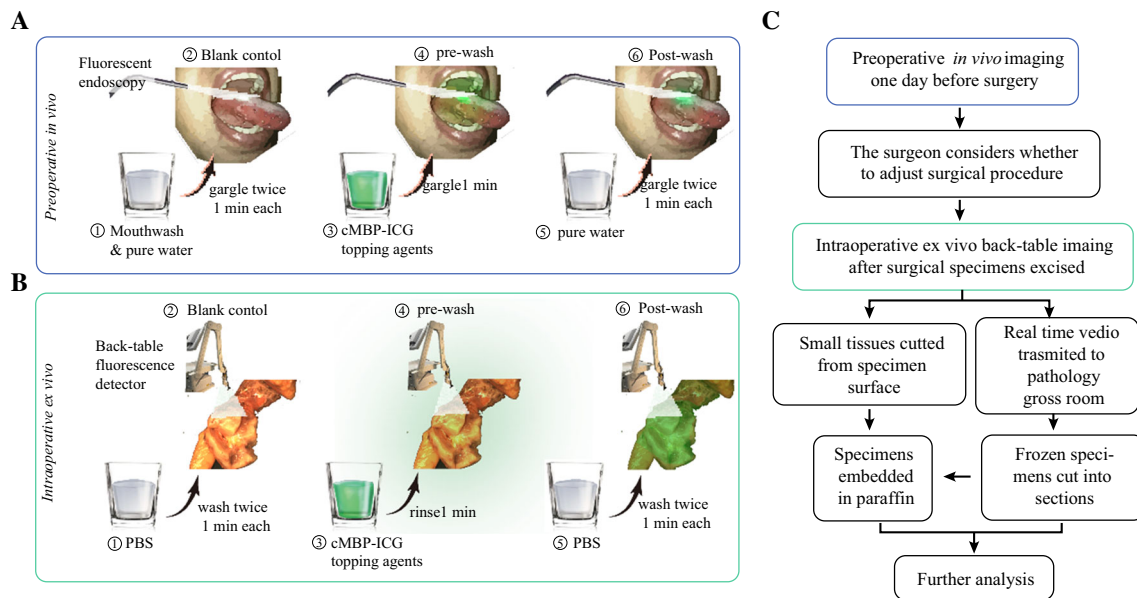 A
Preoperative in vivo
Fluorescent
endoscopy
② Blank contol
④ pre-wash
⑥ Post-wash
gargle twice
1 min each
gargle1 min
gargle twice
1 min each
① Mouthwash
& pure water
③ cMBP-ICG
topping agents
⑤ pure water
B
Intraoperative ex vivo
② Blank contol
④ pre-wash
⑥ Post-wash
Back-table
fluorescence
detector
wash twice
1 min each
rinse1 min
wash twice
1 min each
① PBS
③ cMBP-ICG
topping agents
⑤ PBS
C
Preoperative in vivo imaging
one day before surgery
The surgeon considers whether
to adjust surgical procedure
Intraoperative ex vivo back-table imaing
after surgical specimens excised
Small tissues cutted
from specimen
surface
Real time vedio
trasmited to
pathology
gross room
Specimens
embedded
in paraffin
Frozen speci-
mens cut into
sections
Further analysis